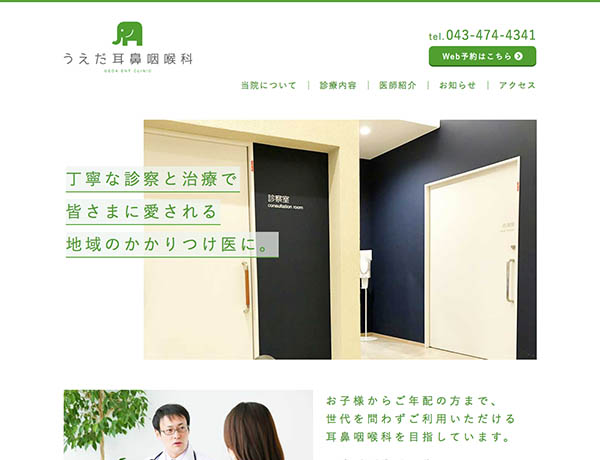 うえだ耳鼻咽喉科
UEDA ENT CLINIC
tel.043-474-4341
Web予約はこちら
当院について
診療内容
医師紹介
お知らせ
アクセス
丁寧な診察と治療で
皆さまに愛される
地域のかかりつけ医に。
診察室
consultation room
お子様からご年配の方まで、
世代を問わずご利用いただける
耳鼻咽喉科を目指しています。